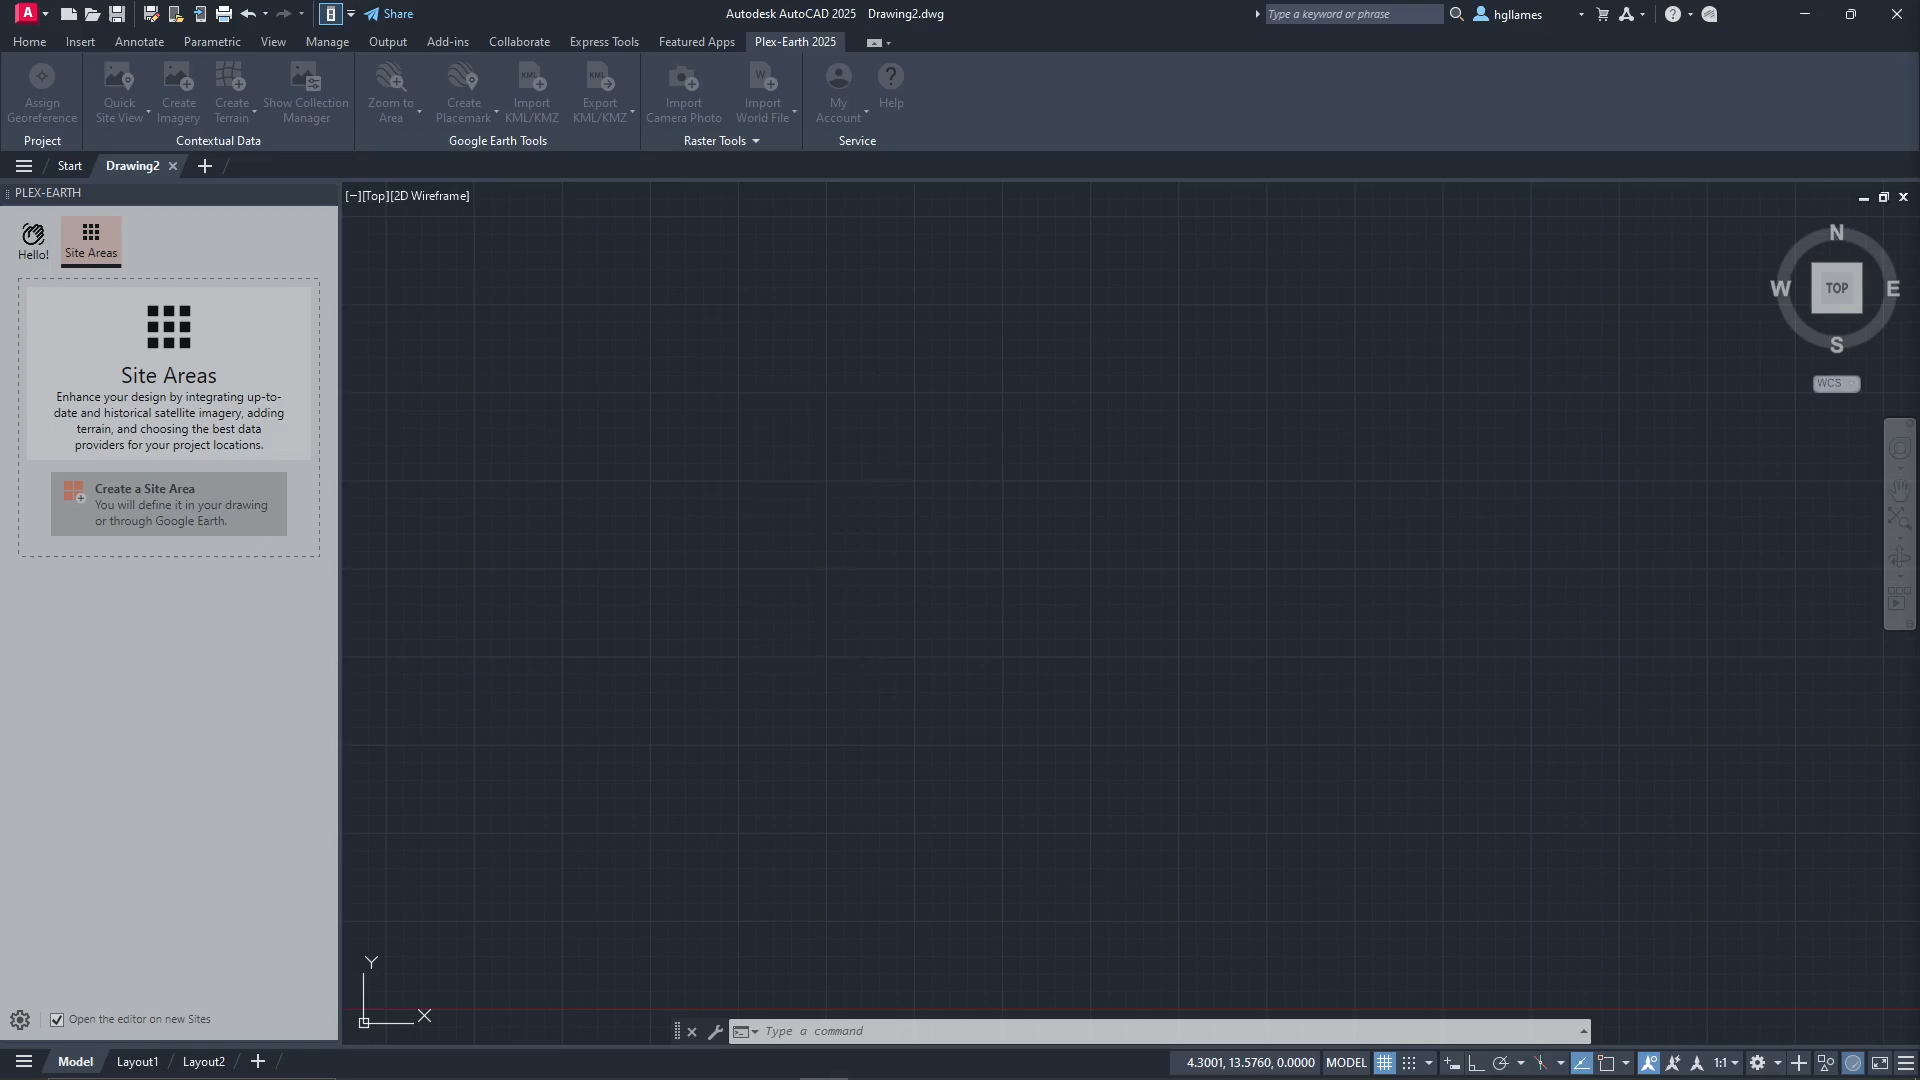 A
Share
Autodesk AutoCAD 2025 Drawing2.dwg
Type a keyword or phrase
hgllames
?
Home Insert Annotate Parametric View Manage Output Add-ins Collaborate Express Tools Featured Apps Plex-Earth 2025
Assign
Georeference
Quick
Site View
Create
Imagery
Create
Terrain
Show Collection
Manager
Zoom to
Area
Create
Placemark
KML
Import
KML/KMZ
KML
Export
KML/KMZ
Import
Camera Photo
W
Import
World File
My
Account
?
Help
Project
Contextual Data
Google Earth Tools
Raster Tools
Service
Start
Drawing2
PLEX-EARTH
[−][Top][2D Wireframe]
Hello!
Site Areas
Site Areas
Enhance your design by integrating up-to-
date and historical satellite imagery, adding
terrain, and choosing the best data
providers for your project locations.
Create a Site Area
You will define it in your drawing
or through Google Earth.
N
W
TOP
E
S
WCS
Y
X
Open the editor on new Sites
Type a command
Model
Layout1
Layout2
4.3001, 13.5760, 0.0000
MODEL
1:1